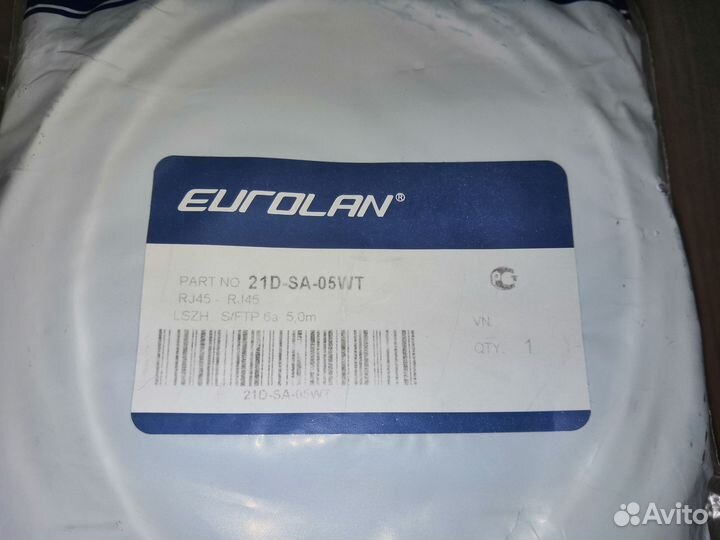 EUROLAN®
PART NO 21D-SA-05WT
RJ45 - RJ45
LSZH S/FTP 6a 5,0m
VN
QTY. 1
21D-SA-05WT
Avito